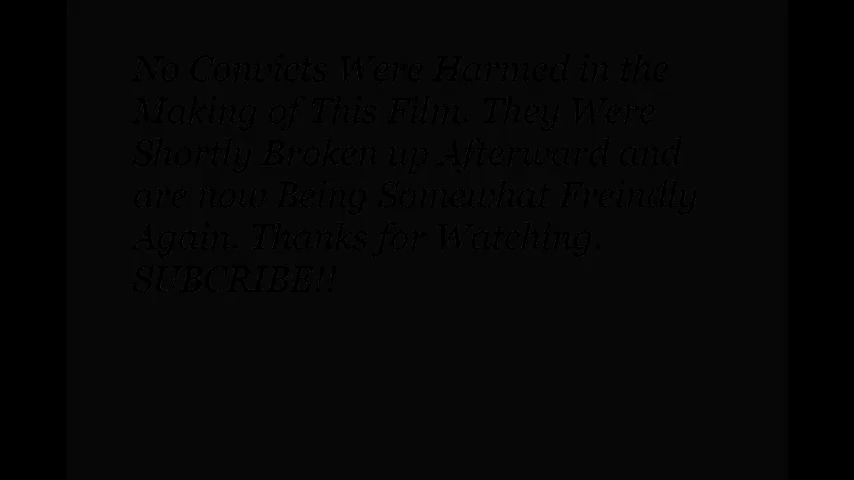 No Convicts Were Harmed in the
Making of This Film. They Were
Shortly Broken up Afterward and
are now Being Somewhat Freindly
Again. Thanks for Watching.
SUBCRIBE!!